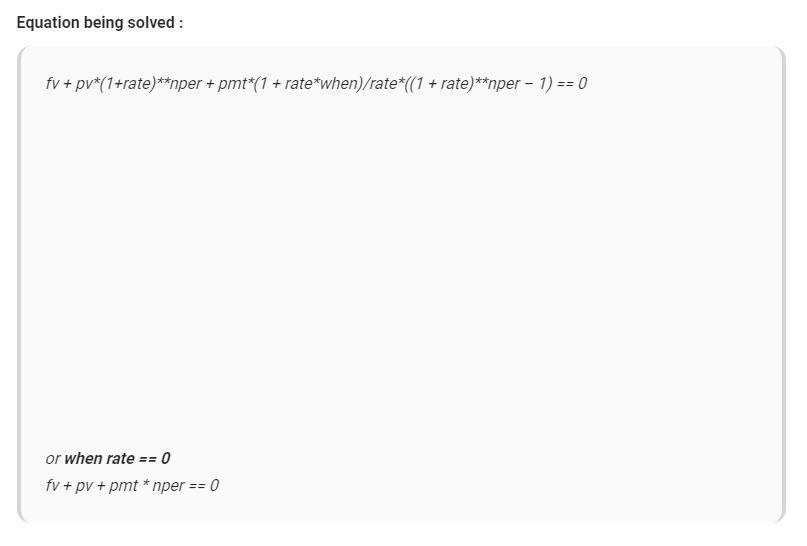 Equation being solved :
fv + pv*(1+rate)**nper + pmt*(1 + rate*when)/rate*((1 + rate)**nper – 1) == 0
or when rate == 0
fv + pv + pmt * nper == 0